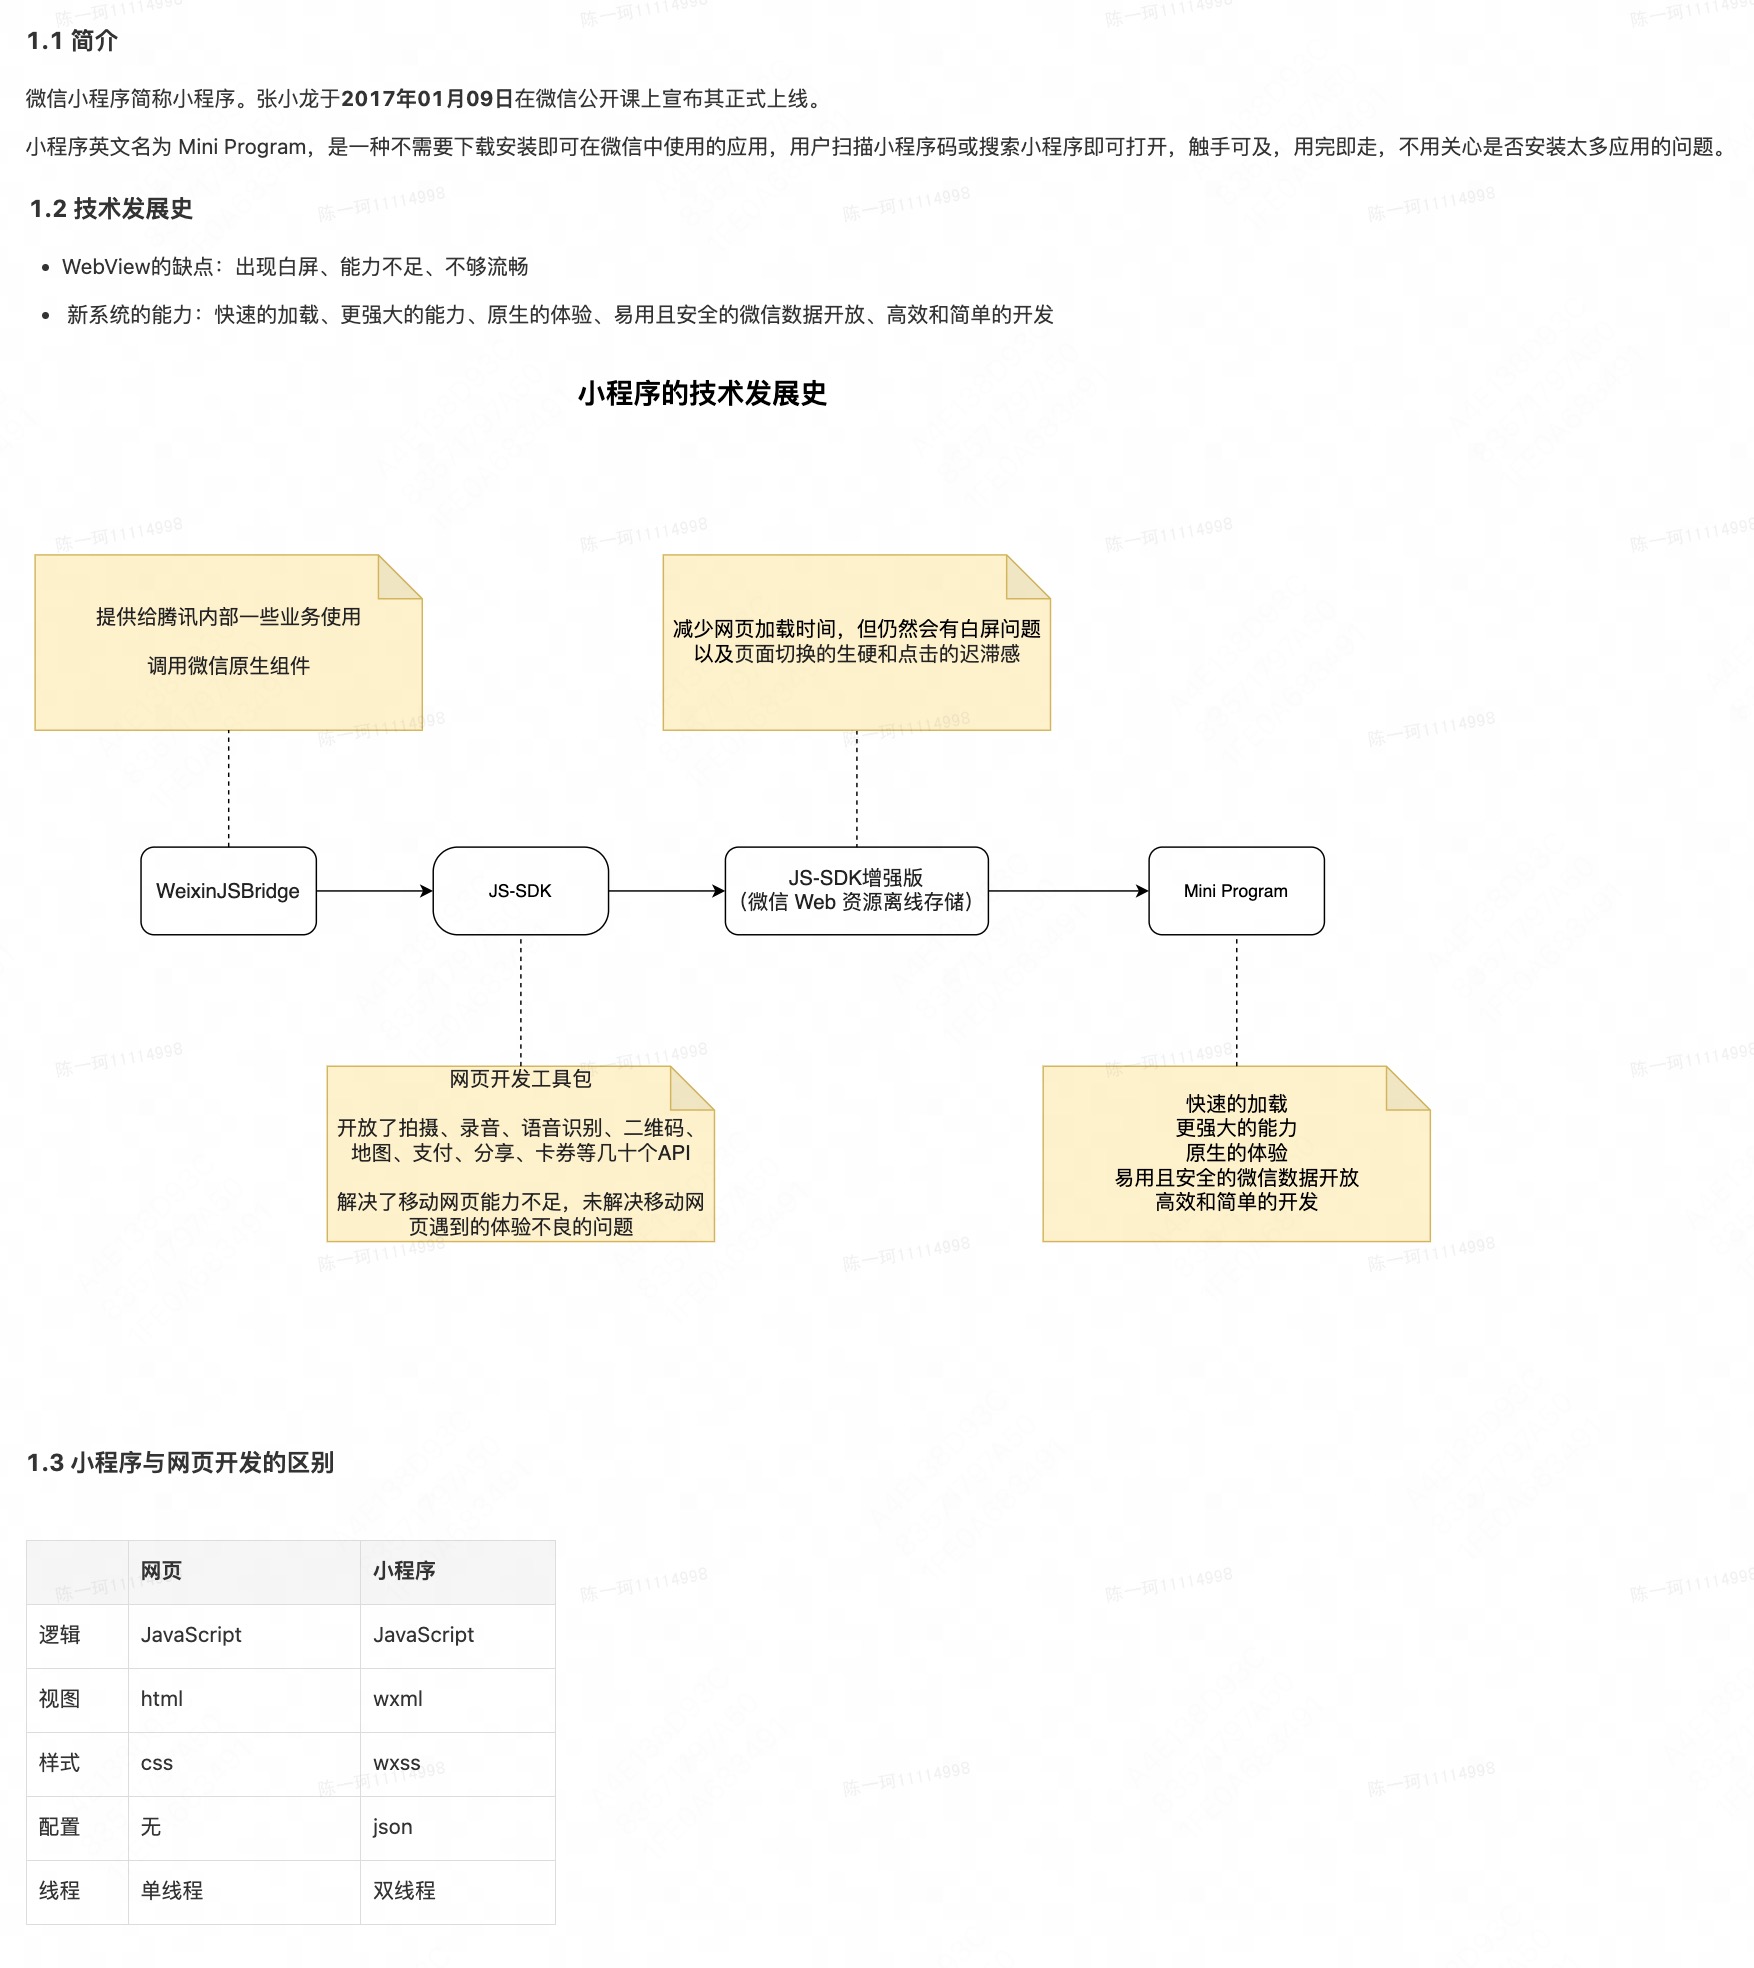 1.1 简介
微信小程序简称小程序。张小龙于2017年01月09日在微信公开课上宣布其正式上线。
小程序英文名为 Mini Program，是一种不需要下载安装即可在微信中使用的应用，用户扫描小程序码或搜索小程序即可打开，触手可及，用完即走，不用关心是否安装太多应用的问题。
1.2 技术发展史
• WebView的缺点：出现白屏、能力不足、不够流畅
• 新系统的能力：快速的加载、更强大的能力、原生的体验、易用且安全的微信数据开放、高效和简单的开发
小程序的技术发展史
提供给腾讯内部一些业务使用
调用微信原生组件
减少网页加载时间，但仍然会有白屏问题
以及页面切换的生硬和点击的迟滞感
WeixinJSBridge
JS-SDK
JS-SDK增强版
（微信 Web 资源离线存储）
Mini Program
网页开发工具包
开放了拍摄、录音、语音识别、二维码、
地图、支付、分享、卡券等几十个API
解决了移动网页能力不足，未解决移动网
页遇到的体验不良的问题
快速的加载
更强大的能力
原生的体验
易用且安全的微信数据开放
高效和简单的开发
1.3 小程序与网页开发的区别
网页 小程序
逻辑 JavaScript JavaScript
视图 html wxml
样式 css wxss
配置 无 json
线程 单线程 双线程
陈一珂11114998